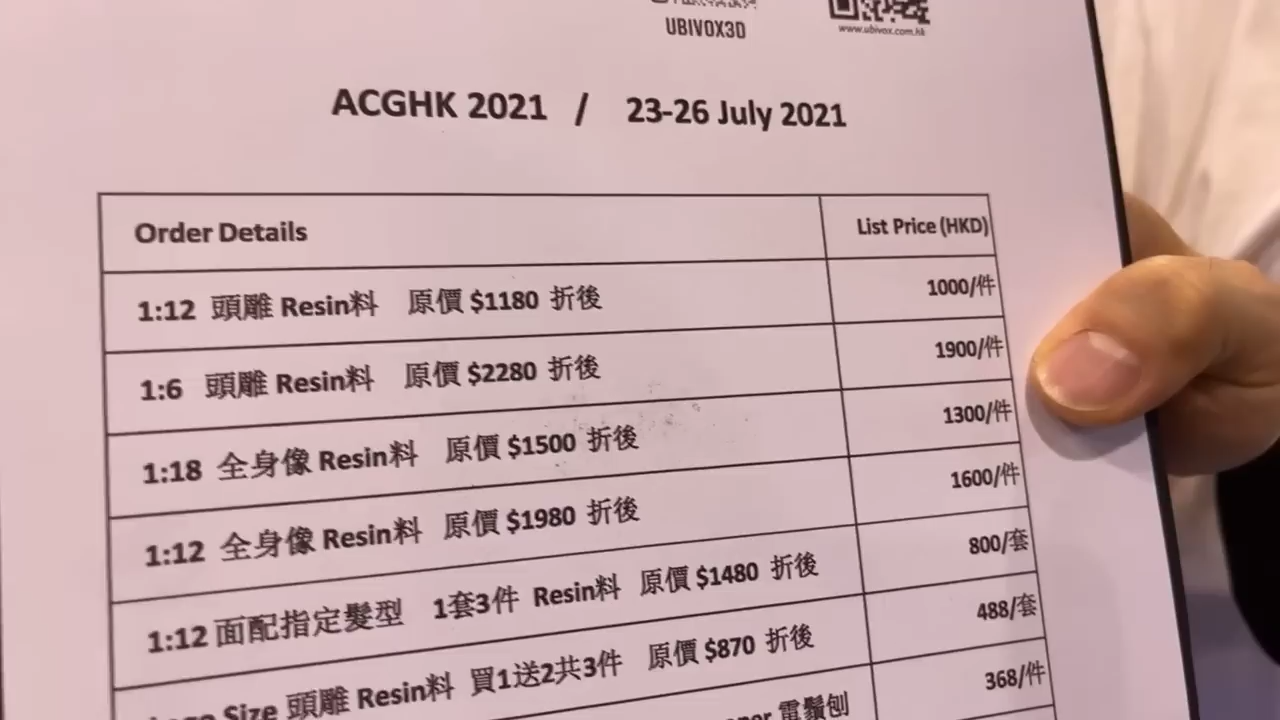 UBIVOX3D
www.ubivox.com.hk
ACGHK 2021 / 23-26 July 2021
Order Details List Price (HKD)
1:12 頭雕 Resin料 原價 $1180 折後 1000/件
1:6 頭雕 Resin料 原價 $2280 折後 1900/件
1:18 全身像 Resin料 原價 $1500 折後 1300/件
1:12 全身像 Resin料 原價 $1980 折後 1600/件
1:12 面配指定髮型 1套3件 Resin料 原價 $1480 折後 800/套
Size 頭雕 Resin料 買1送2共3件 原價 $870 折後 488/套
電鬚刨 368/件